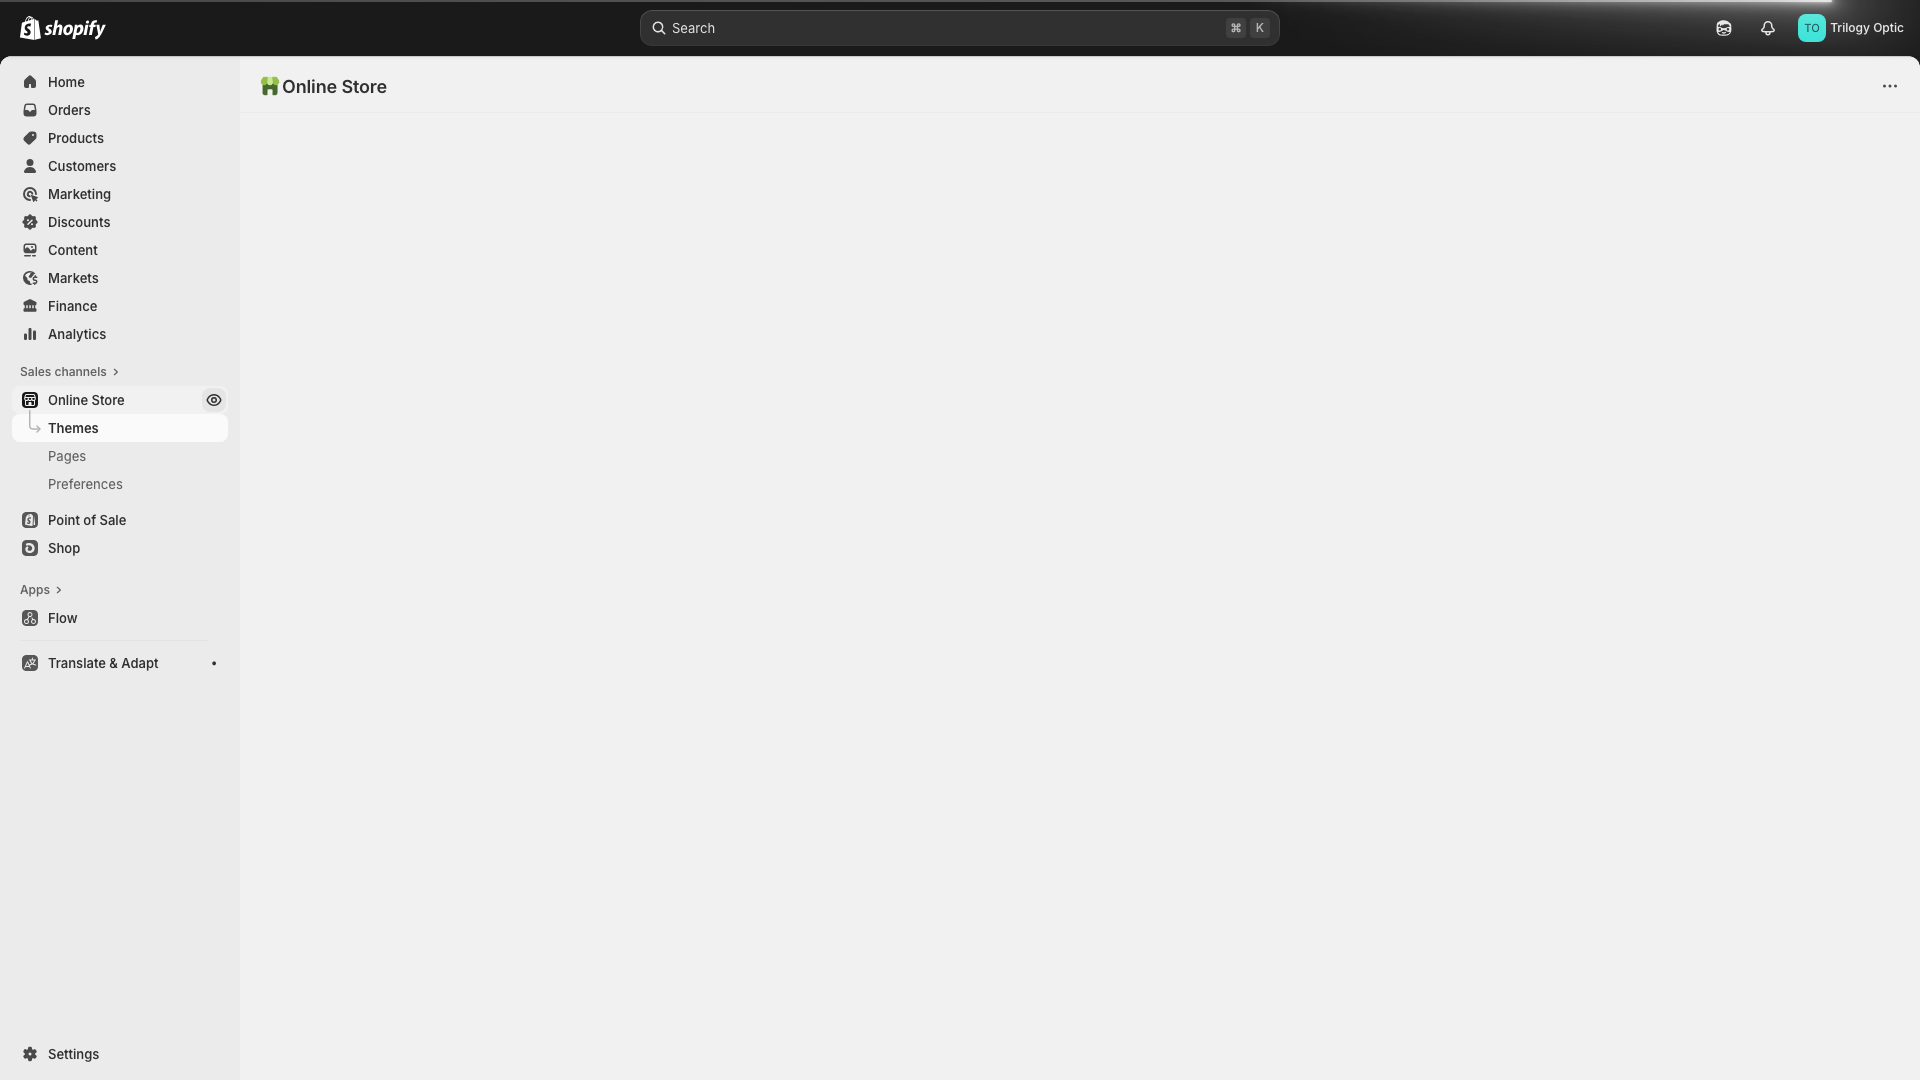 shopify
Search
⌘ K
TO
Trilogy Optic
Home
Orders
Products
Customers
Marketing
Discounts
Content
Markets
Finance
Analytics
Sales channels
Online Store
Themes
Pages
Preferences
Point of Sale
Shop
Apps
Flow
Translate & Adapt
Settings
Online Store